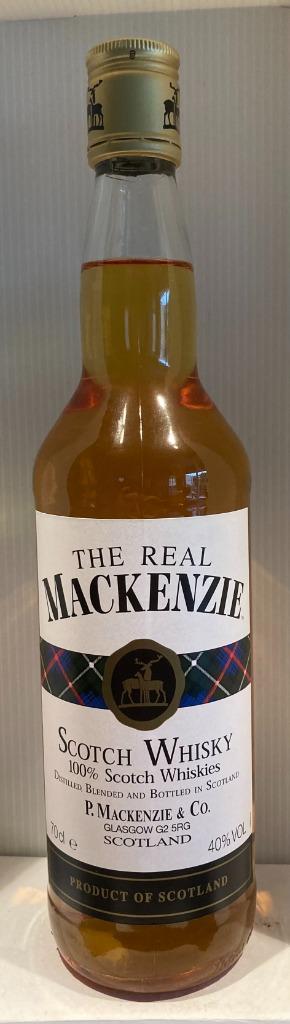 THE REAL
MACKENZIE
SCOTCH WHISKY
100% Scotch Whiskies
DISTILLED, BLENDED AND BOTTLED IN SCOTLAND
P. MACKENZIE & CO.
GLASGOW G2 5RG
70cl e SCOTLAND 40% VOL
PRODUCT OF SCOTLAND